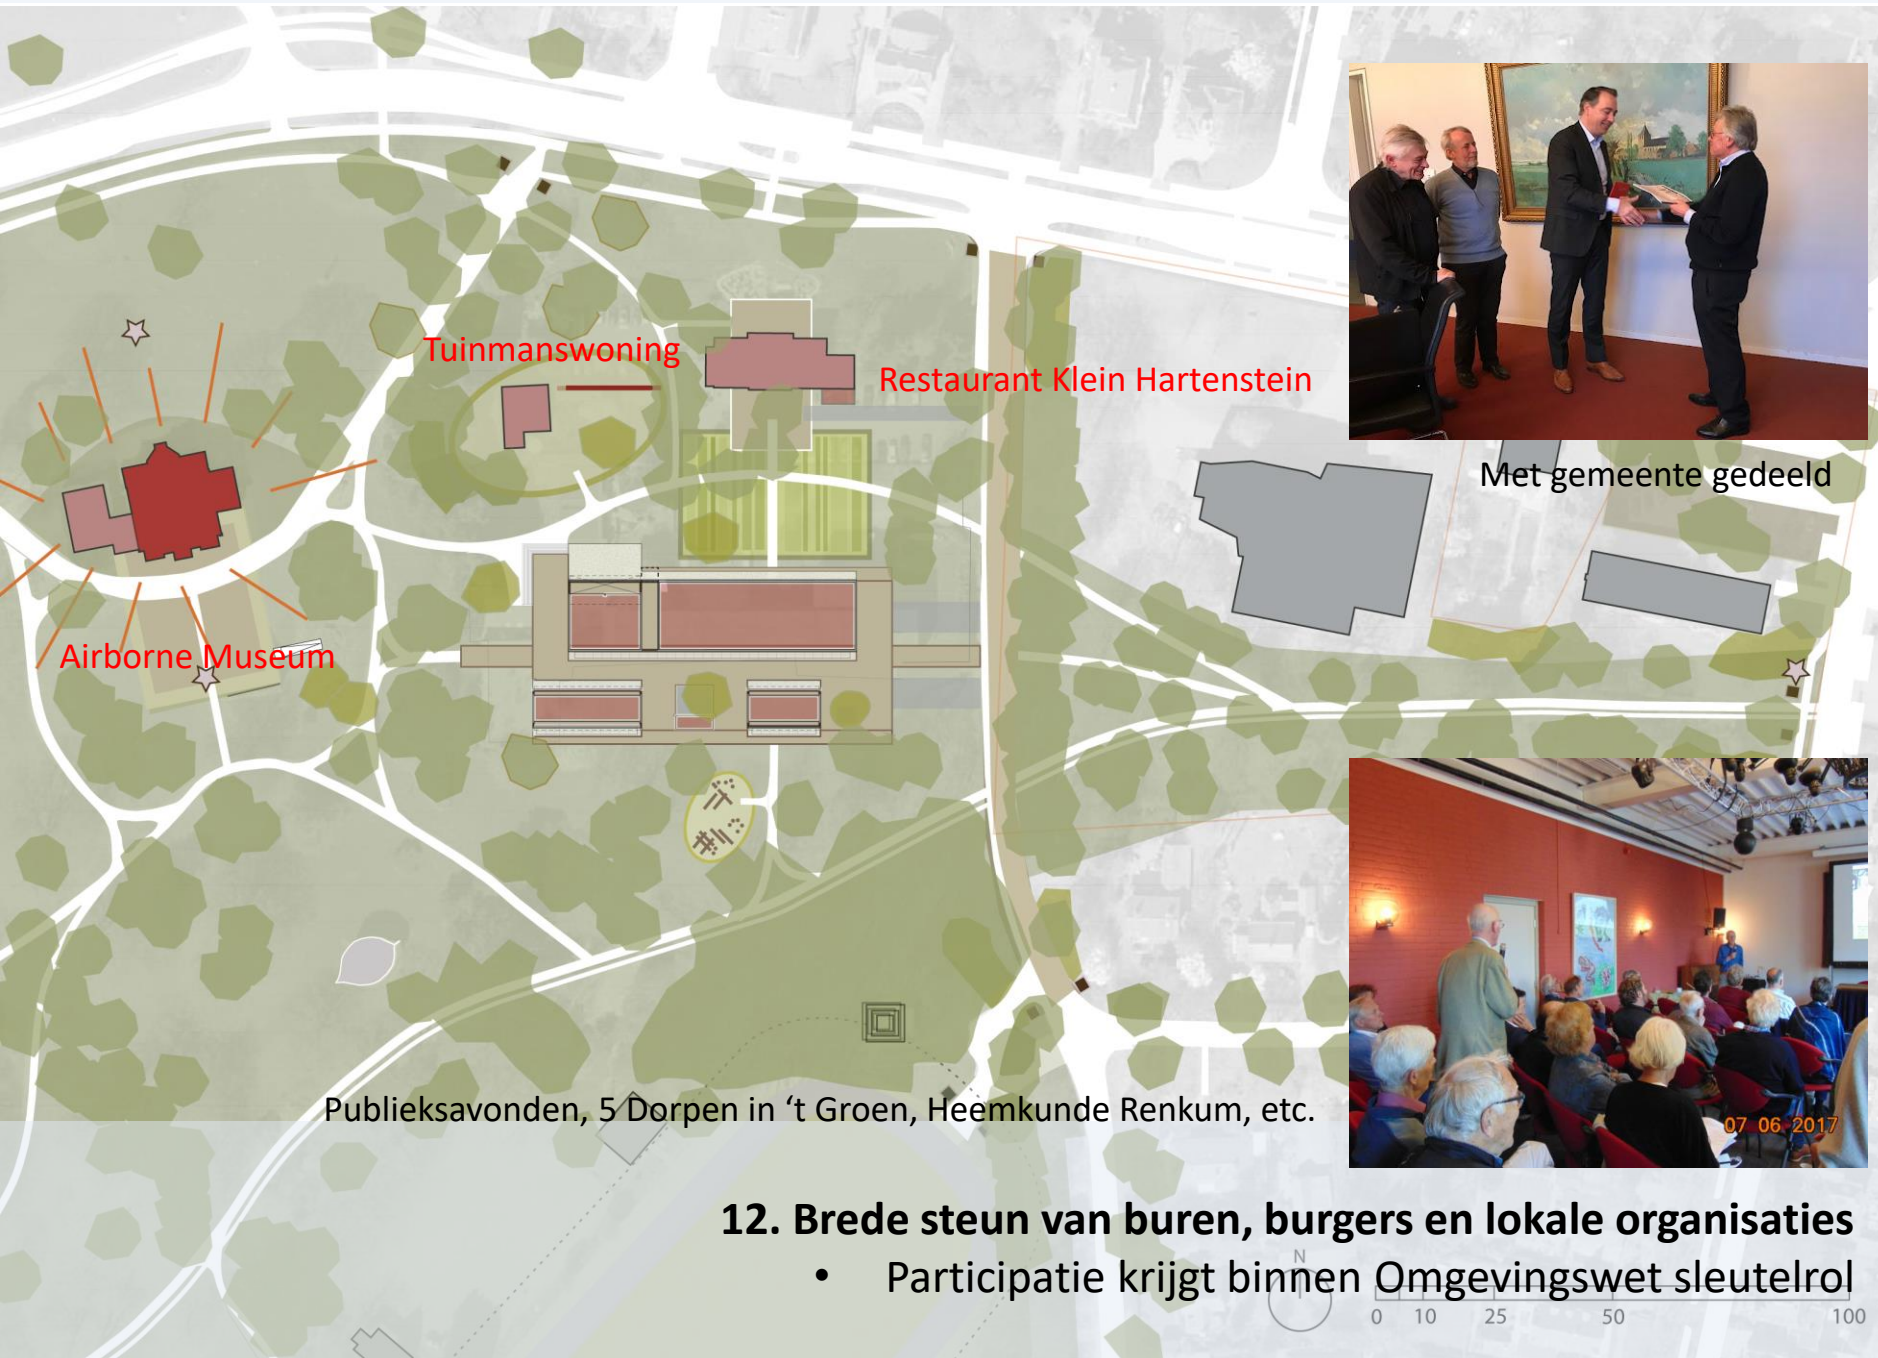 Tuinmanswoning
Restaurant Klein Hartenstein
Met gemeente gedeeld
Airborne Museum
Publieksavonden, 5 Dorpen in ‘t Groen, Heemkunde Renkum, etc.
07 06 2017
12. Brede steun van buren, burgers en lokale organisaties
• Participatie krijgt binnen Omgevingswet sleutelrol
N
0 10 25 50 100